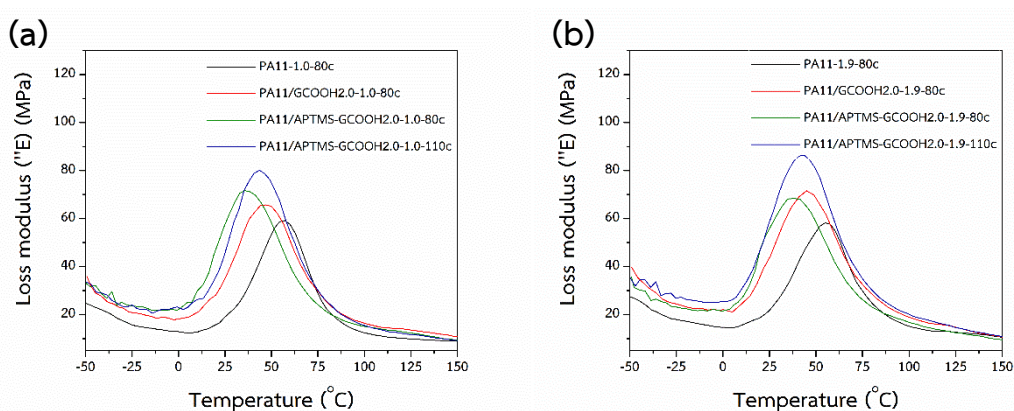 (a)
120
100
80
60
40
20
-50
-25
0
25
50
75
100
125
150
Loss modulus ("E) (MPa)
Temperature (°C)
PA11-1.0-80c
PA11/GCOOH2.0-1.0-80c
PA11/APTMS-GCOOH2.0-1.0-80c
PA11/APTMS-GCOOH2.0-1.0-110c
(b)
120
100
80
60
40
20
-50
-25
0
25
50
75
100
125
150
Loss modulus ("E) (MPa)
Temperature (°C)
PA11-1.9-80c
PA11/GCOOH2.0-1.9-80c
PA11/APTMS-GCOOH2.0-1.9-80c
PA11/APTMS-GCOOH2.0-1.9-110c